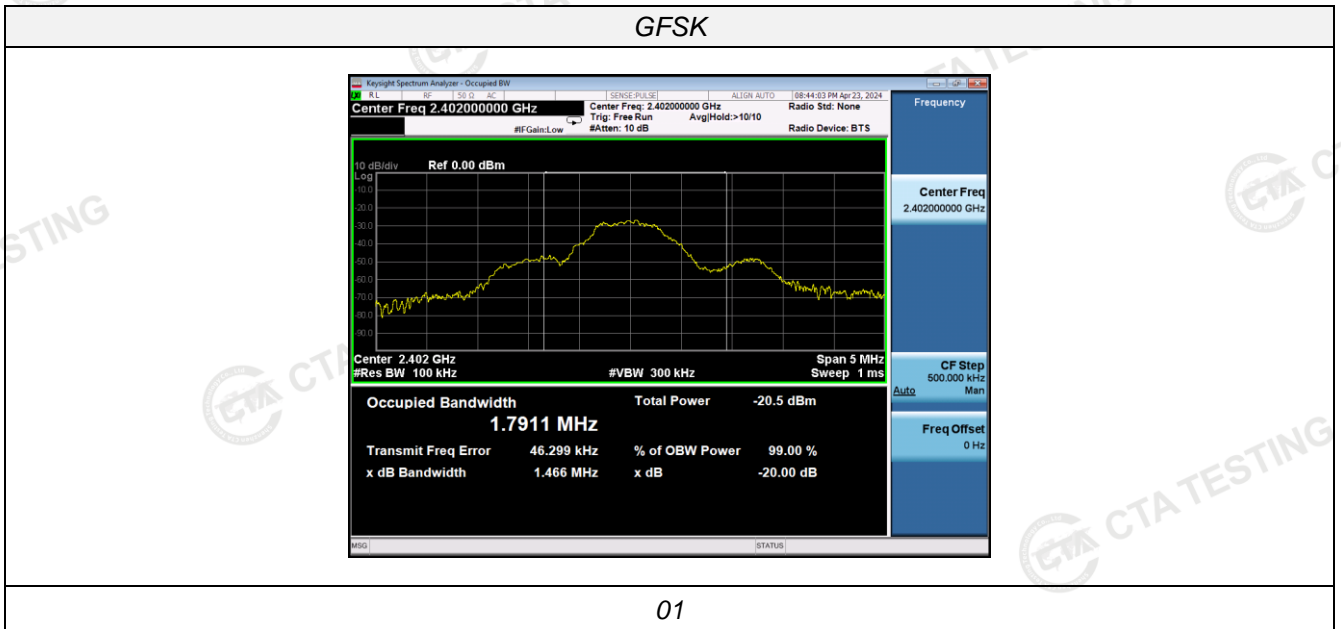 GFSK
Keysight Spectrum Analyzer - Occupied BW
RL RF 50 Ω AC SENSE:PULSE ALIGN AUTO 08:44:03 PM Apr 23, 2024
Center Freq 2.402000000 GHz Center Freq: 2.402000000 GHz Radio Std: None
Trig: Free Run Avg|Hold:>10/10
#IFGain:Low #Atten: 10 dB Radio Device: BTS
Frequency
10 dB/div Ref 0.00 dBm
Log
-10.0
-20.0
-30.0
-40.0
-50.0
-60.0
-70.0
-80.0
-90.0
Center 2.402 GHz Span 5 MHz
#Res BW 100 kHz #VBW 300 kHz Sweep 1 ms
Occupied Bandwidth Total Power -20.5 dBm
1.7911 MHz
Transmit Freq Error 46.299 kHz % of OBW Power 99.00 %
x dB Bandwidth 1.466 MHz x dB -20.00 dB
Center Freq
2.402000000 GHz
CF Step
500.000 kHz
Auto Man
Freq Offset
0 Hz
MSG STATUS
01
CTA TESTING